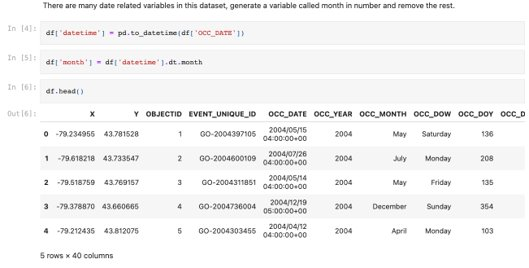 There are many date related variables in this dataset, generate a variable called month in number and remove the rest.
In [4]: df['datetime'] = pd.to_datetime(df['OCC_DATE'])
In [5]: df['month'] = df['datetime'].dt.month
In [6]: df.head()
Out[6]: X Y OBJECTID EVENT_UNIQUE_ID OCC_DATE OCC_YEAR OCC_MONTH OCC_DOW OCC_DOY OCC_D
0 -79.234955 43.781528 1 GO-2004397105 2004/05/15 04:00:00+00 2004 May Saturday 136
1 -79.618218 43.733547 2 GO-2004600109 2004/07/26 04:00:00+00 2004 July Monday 208
2 -79.518759 43.769157 3 GO-2004311851 2004/05/14 04:00:00+00 2004 May Friday 135
3 -79.378870 43.660665 4 GO-2004736004 2004/12/19 05:00:00+00 2004 December Sunday 354
4 -79.212435 43.812075 5 GO-2004303455 2004/04/12 04:00:00+00 2004 April Monday 103
5 rows × 40 columns